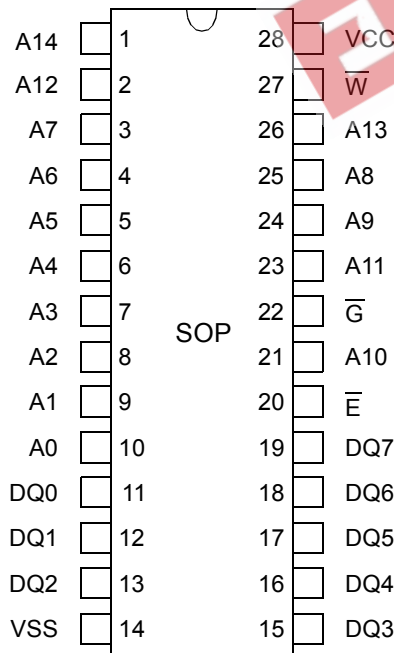 A14 1 28 VCC
A12 2 27 W̅
A7 3 26 A13
A6 4 25 A8
A5 5 24 A9
A4 6 23 A11
A3 7 22 G̅
SOP
A2 8 21 A10
A1 9 20 E̅
A0 10 19 DQ7
DQ0 11 18 DQ6
DQ1 12 17 DQ5
DQ2 13 16 DQ4
VSS 14 15 DQ3